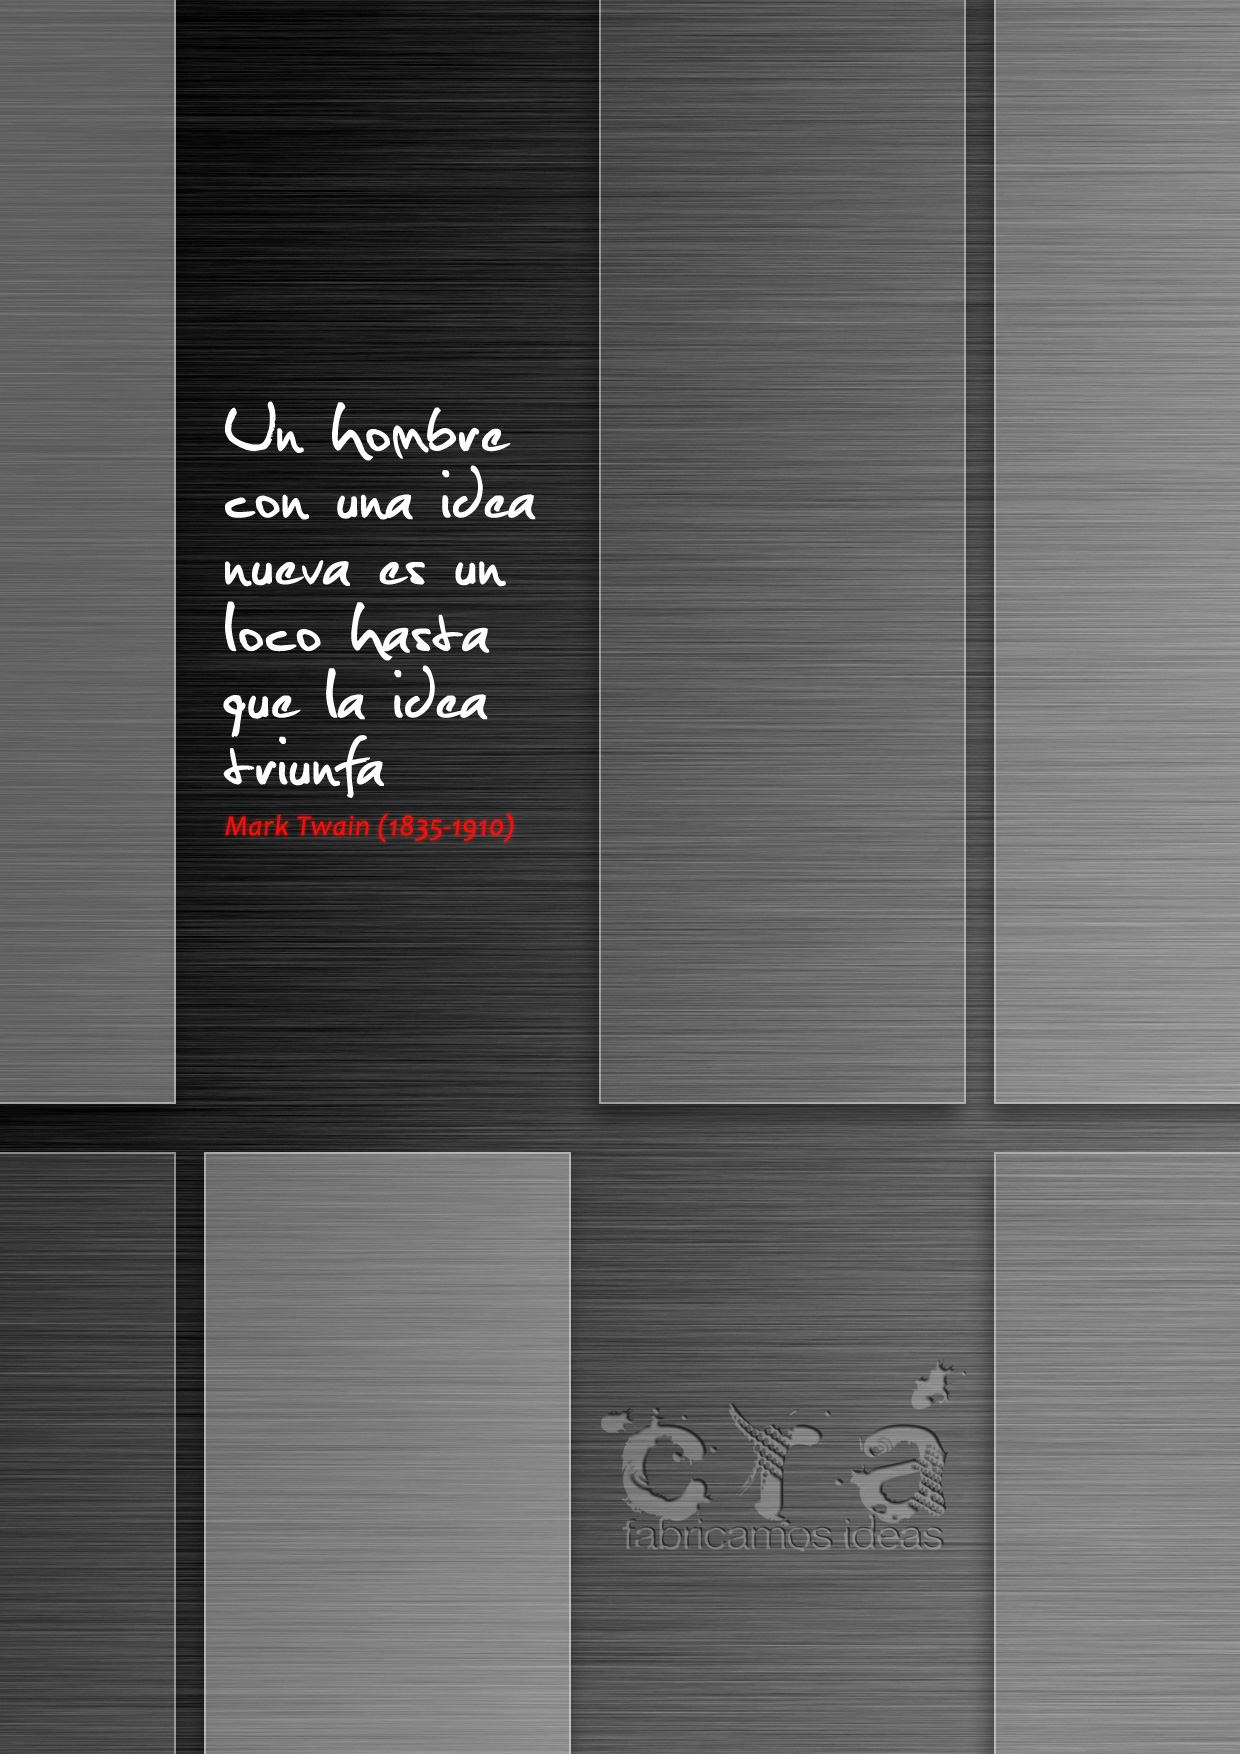 Un hombre
con una idea
nueva es un
loco hasta
que la idea
triunfa
Mark Twain (1835-1910)
crá
fabricamos ideas